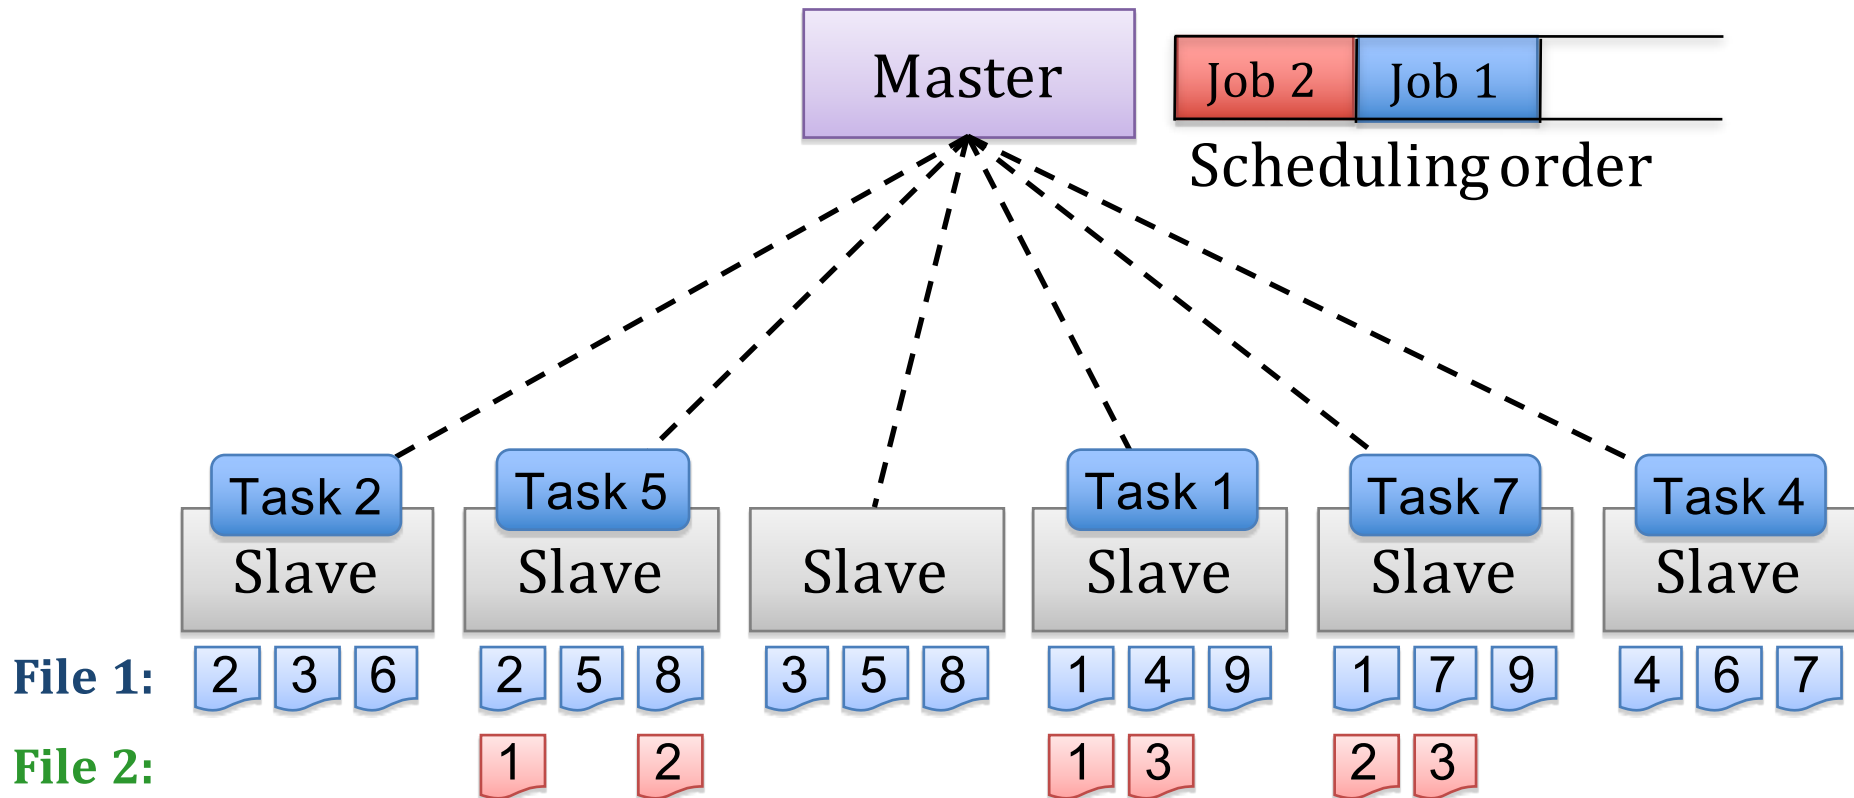 Master
Job 2 Job 1
Scheduling order
Task 2 Task 5 Task 1 Task 7 Task 4
Slave Slave Slave Slave Slave Slave
File 1: 2 3 6 2 5 8 3 5 8 1 4 9 1 7 9 4 6 7
File 2: 1 2 1 3 2 3